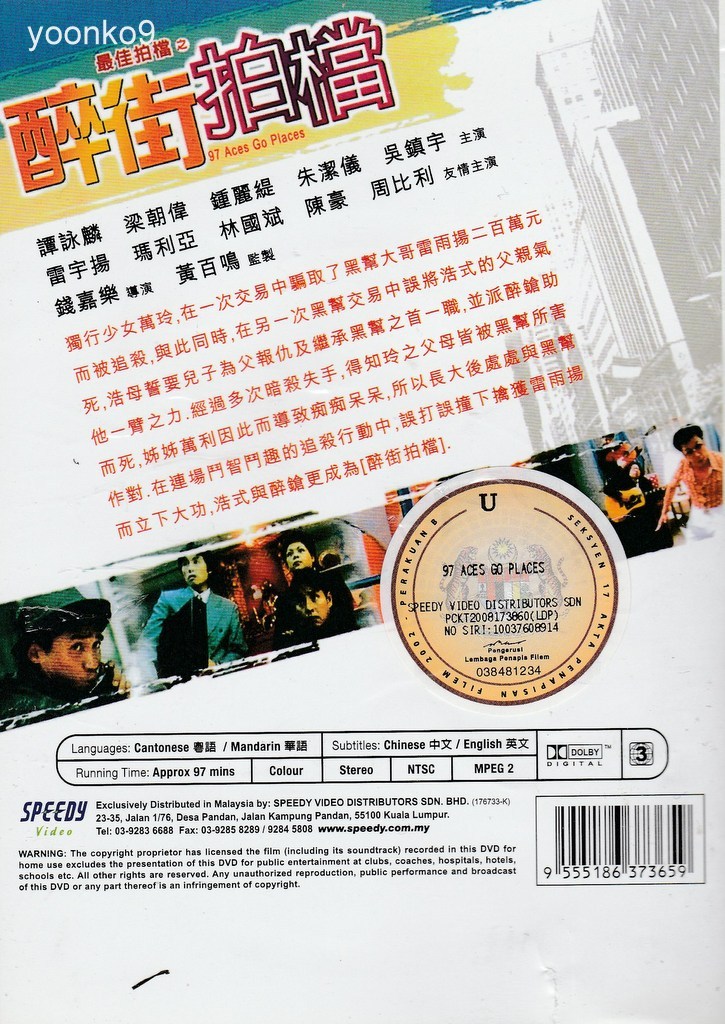 yoonko9
最佳拍檔之
醉街拍檔
97 Aces Go Places
譚詠麟 梁朝偉 鍾麗緹 朱潔儀 吳鎮宇 主演
雷宇揚 瑪利亞 林國斌 陳豪 周比利 友情主演
錢嘉樂 導演 黃百鳴 監製
獨行少女萬玲,在一次交易中騙取了黑幫大哥雷雨揚二百萬元
而被追殺,與此同時,在另一次黑幫交易中誤將浩式的父親氣
死,浩母誓要兒子為父報仇及繼承黑幫之首一職,並派醉鎗助
他一臂之力.經過多次暗殺失手,得知玲之父母皆被黑幫所害
而死,姊姊萬利因此而導致痴痴呆呆,所以長大後處處與黑幫
作對.在連場鬥智鬥趣的追殺行動中,誤打誤撞下擒獲雷雨揚
而立下大功,浩式與醉鎗更成為[醉街拍檔].
U
PERAKUAN B
SEKSYEN 17 AKTA PENAPISAN FILEM 2002
97 ACES GO PLACES
SPEEDY VIDEO DISTRIBUTORS SDN
PCKT2008173860(LDP)
NO SIRI:10037608914
Pengerusi
Lembaga Penapis Filem
038481234
Languages: Cantonese 粵語 / Mandarin 華語 Subtitles: Chinese 中文 / English 英文
Running Time: Approx 97 mins Colour Stereo NTSC MPEG 2
DOLBY™
DIGITAL
3
SPEEDY
Video
Exclusively Distributed in Malaysia by: SPEEDY VIDEO DISTRIBUTORS SDN. BHD. (176733-K)
23-35, Jalan 1/76, Desa Pandan, Jalan Kampung Pandan, 55100 Kuala Lumpur.
Tel: 03-9283 6688 Fax: 03-9285 8289 / 9284 5808 www.speedy.com.my
WARNING: The copyright proprietor has licensed the film (including its soundtrack) recorded in this DVD for
home use excludes the presentation of this DVD for public entertainment at clubs, coaches, hospitals, hotels,
schools etc. All other rights are reserved. Any unauthorized reproduction, public performance and broadcast
of this DVD or any part thereof is an infringement of copyright.
9 555186 373659